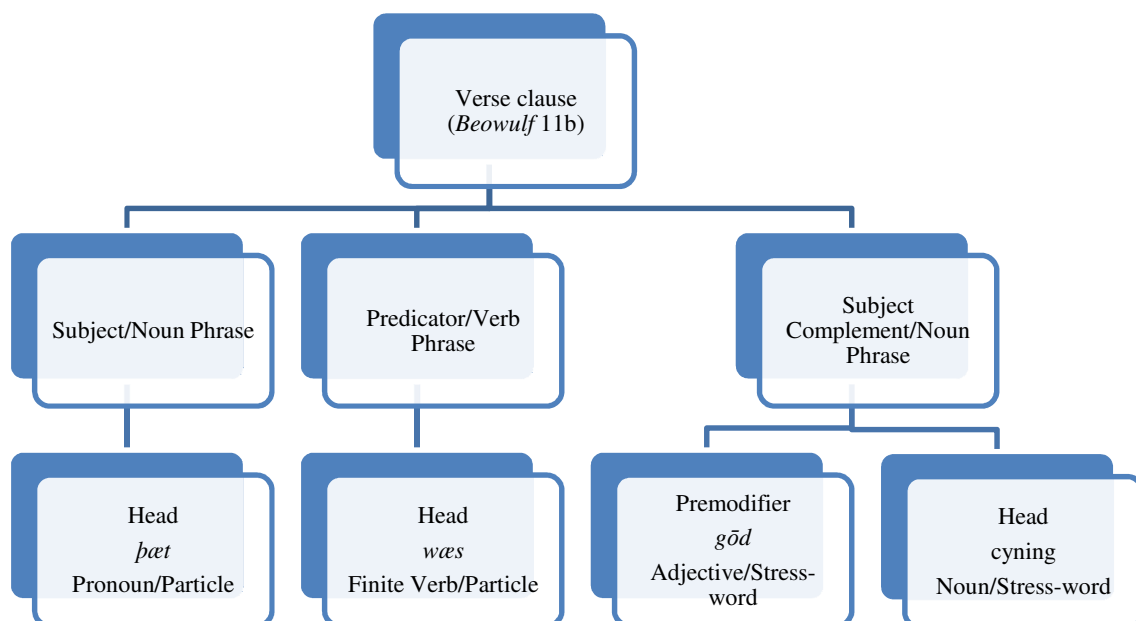 Verse clause
(Beowulf 11b)
Subject/Noun Phrase
Predicator/Verb
Phrase
Subject
Complement/Noun
Phrase
Head
þæt
Pronoun/Particle
Head
wæs
Finite Verb/Particle
Premodifier
gōd
Adjective/Stress-
word
Head
cyning
Noun/Stress-word